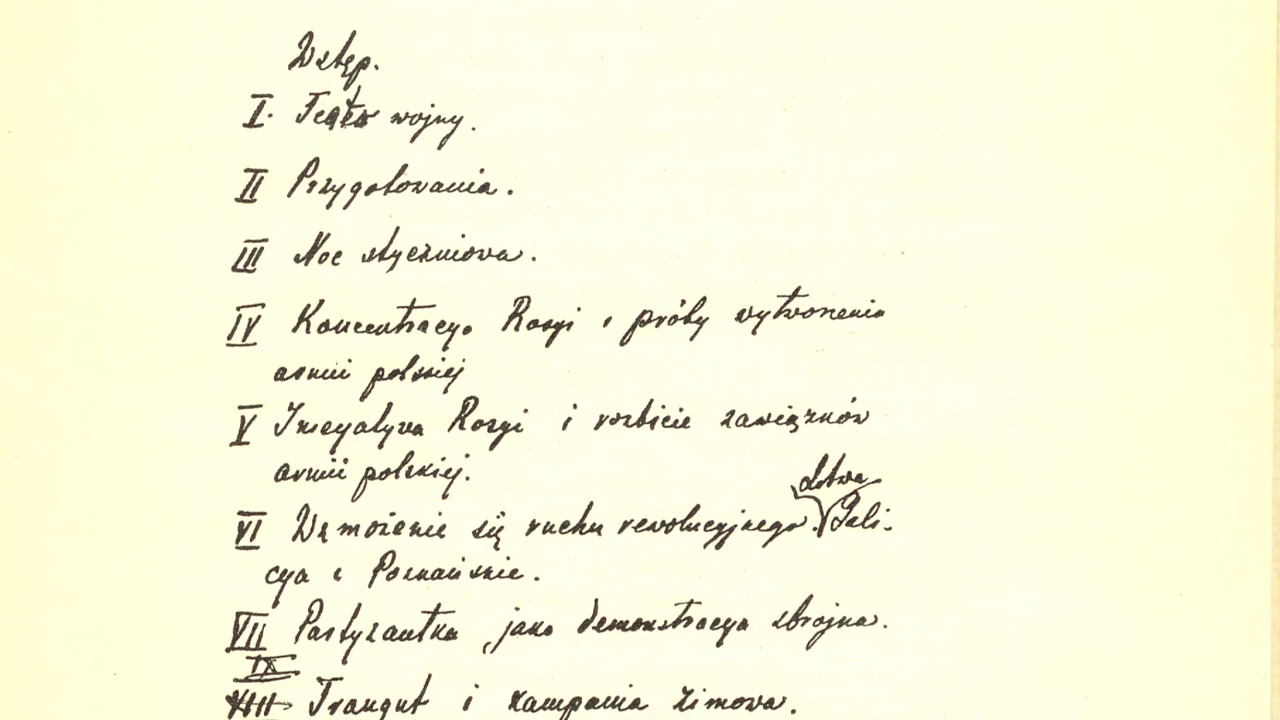 Wstęp.
I. Teatr wojny.
II Przygotowania.
III Noc styczniowa.
IV Koncentracya Rosyi i próby wytworzenia
armii polskiej
V Inicyatywa Rosyi i rozbicie zawiązków
armii polskiej.
Litwa
VI Wzmożenie się ruchu rewolucyjnego. Gali-
cya i Poznańskie.
VII Partyzantka, jako demonstracya zbrojna.
IX
VIII Traugut i kampania zimowa.